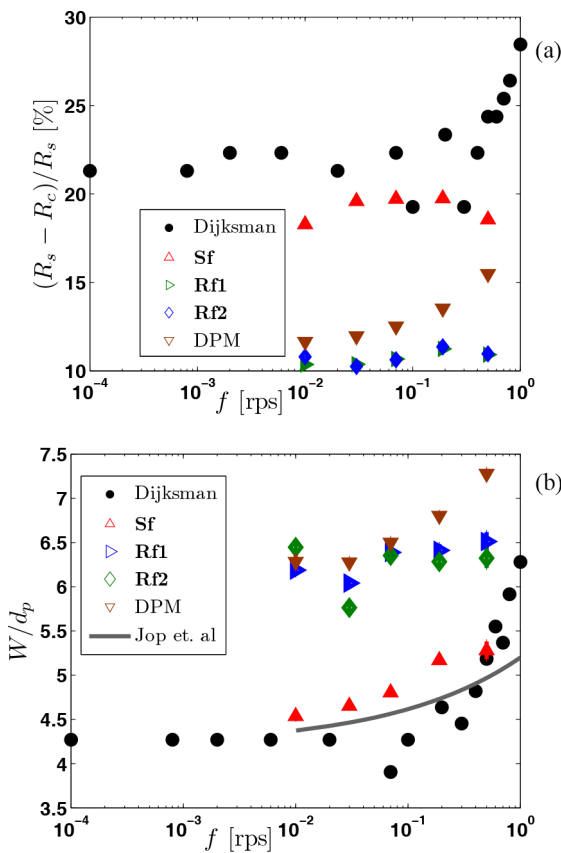 (a)
30
25
20
15
10
(R_s − R_c)/R_s [%]
Dijksman
Sf
Rf1
Rf2
DPM
10^−4
10^−3
10^−2
10^−1
10^0
f [rps]
(b)
7.5
7
6.5
6
5.5
5
4.5
4
3.5
W/d_p
Dijksman
Sf
Rf1
Rf2
DPM
Jop et. al
10^−4
10^−3
10^−2
10^−1
10^0
f [rps]